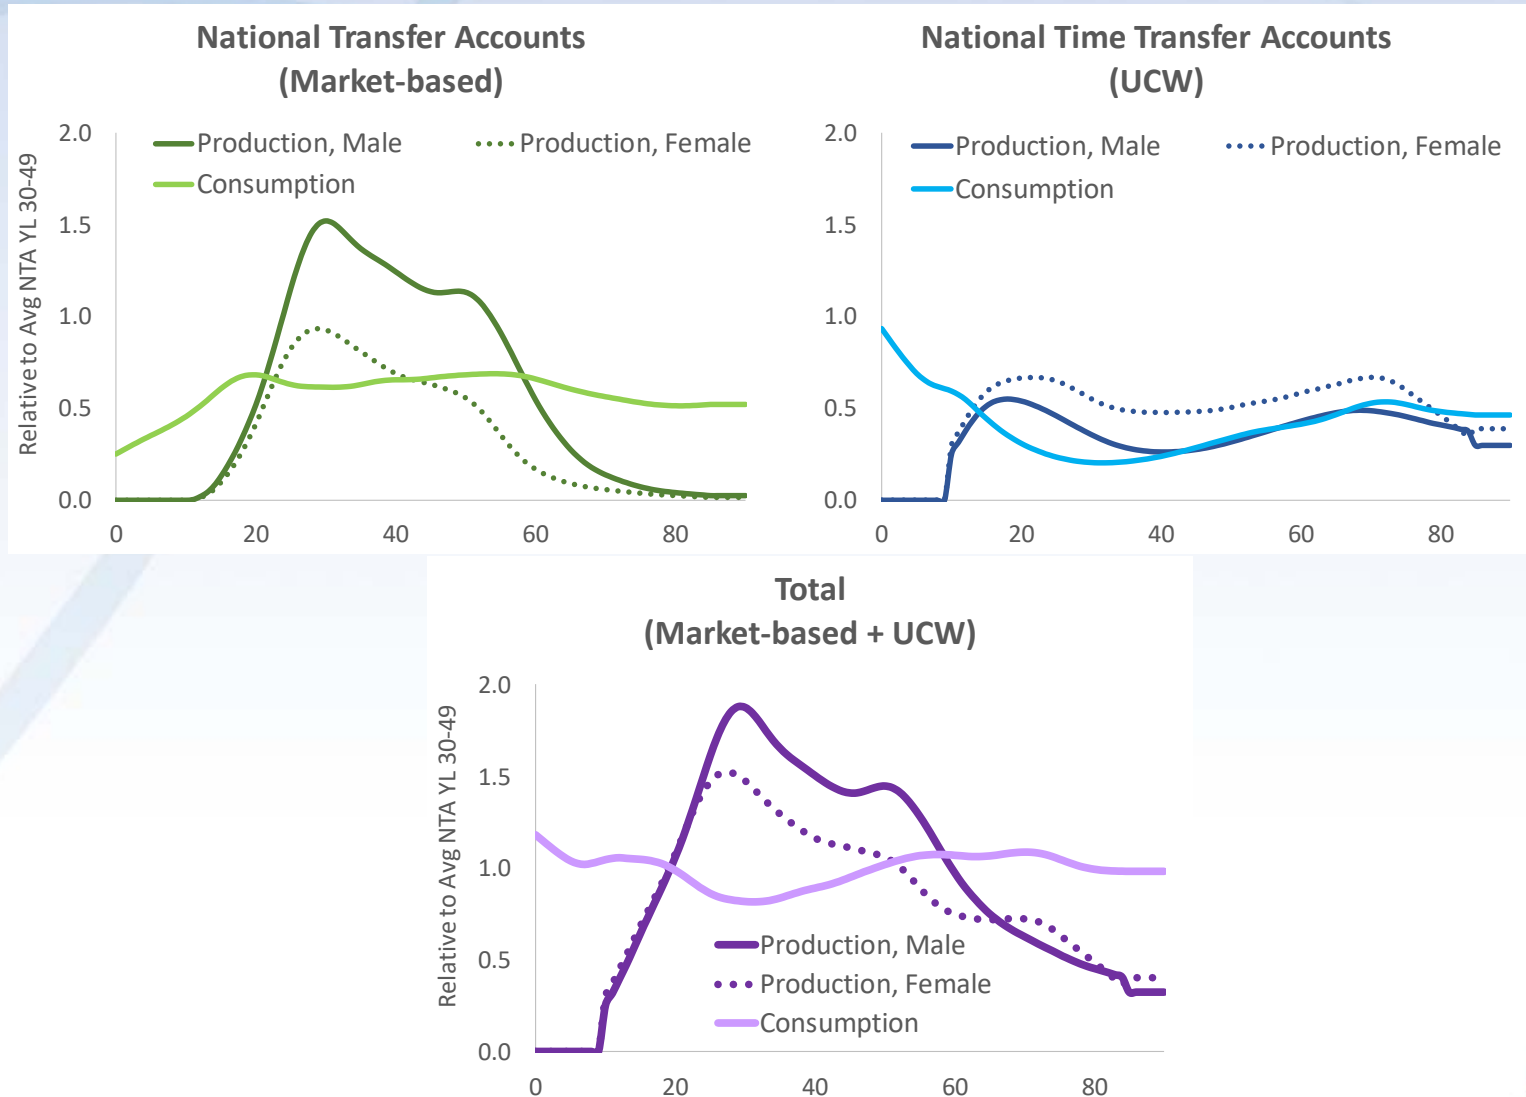 National Transfer Accounts
(Market-based)
Relative to Avg NTA YL 30-49
2.0
1.5
1.0
0.5
0.0
Production, Male
Production, Female
Consumption
0 20 40 60 80
National Time Transfer Accounts
(UCW)
2.0
1.5
1.0
0.5
0.0
Production, Male
Production, Female
Consumption
0 20 40 60 80
Total
(Market-based + UCW)
Relative to Avg NTA YL 30-49
2.0
1.5
1.0
0.5
0.0
Production, Male
Production, Female
Consumption
0 20 40 60 80